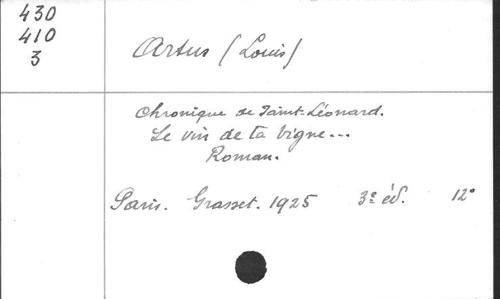 430
410
3
Artus (Louis)
Chronique de Saint-Léonard.
Le vin de ta vigne...
Roman.
Paris. Grasset. 1925 3e éd. 12°